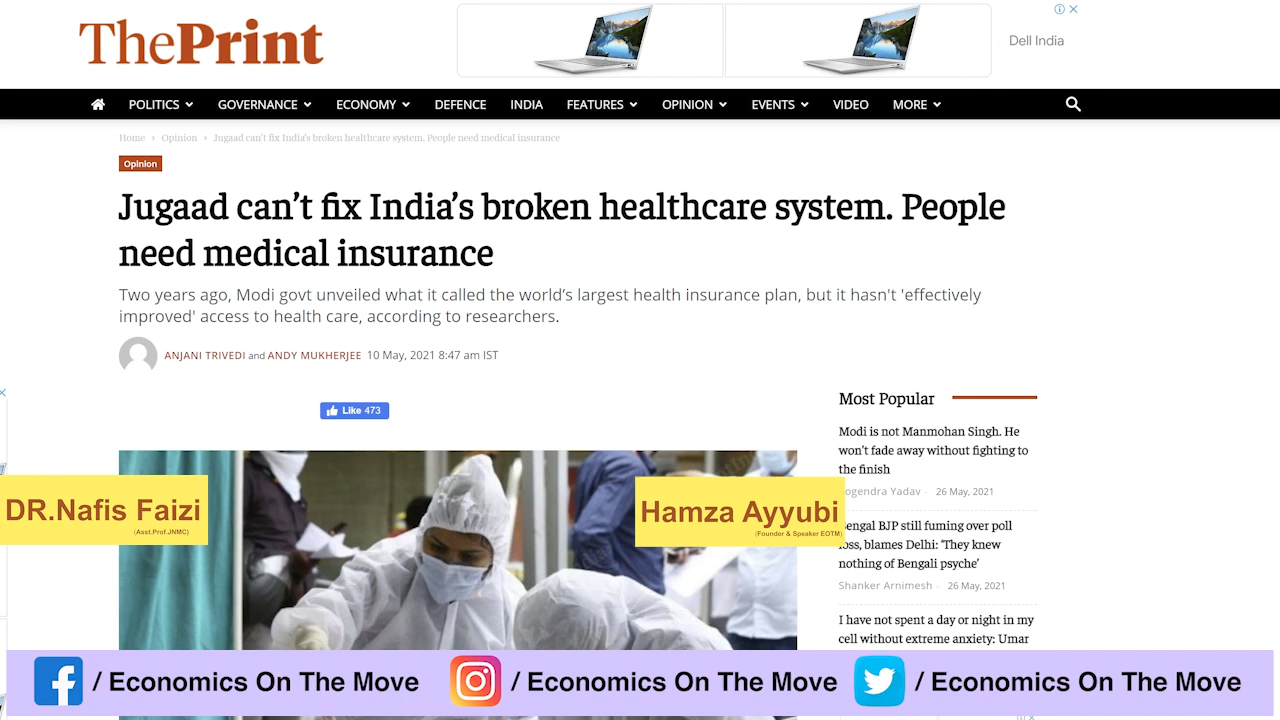 ThePrint
Dell India
POLITICS
GOVERNANCE
ECONOMY
DEFENCE
INDIA
FEATURES
OPINION
EVENTS
VIDEO
MORE
Home › Opinion › Jugaad can't fix India's broken healthcare system. People need medical insurance
Opinion
Jugaad can't fix India's broken healthcare system. People
need medical insurance
Two years ago, Modi govt unveiled what it called the world's largest health insurance plan, but it hasn't 'effectively
improved' access to health care, according to researchers.
ANJANI TRIVEDI and ANDY MUKHERJEE 10 May, 2021 8:47 am IST
Like 473
Most Popular
Modi is not Manmohan Singh. He
won't fade away without fighting to
the finish
ogendra Yadav - 26 May, 2021
Bengal BJP still fuming over poll
loss, blames Delhi: 'They knew
nothing of Bengali psyche'
Shanker Arnimesh - 26 May, 2021
I have not spent a day or night in my
cell without extreme anxiety: Umar
DR.Nafis Faizi
(Asst.Prof.JNMC)
Hamza Ayyubi
(Founder & Speaker EOTM)
/ Economics On The Move
/ Economics On The Move
/ Economics On The Move